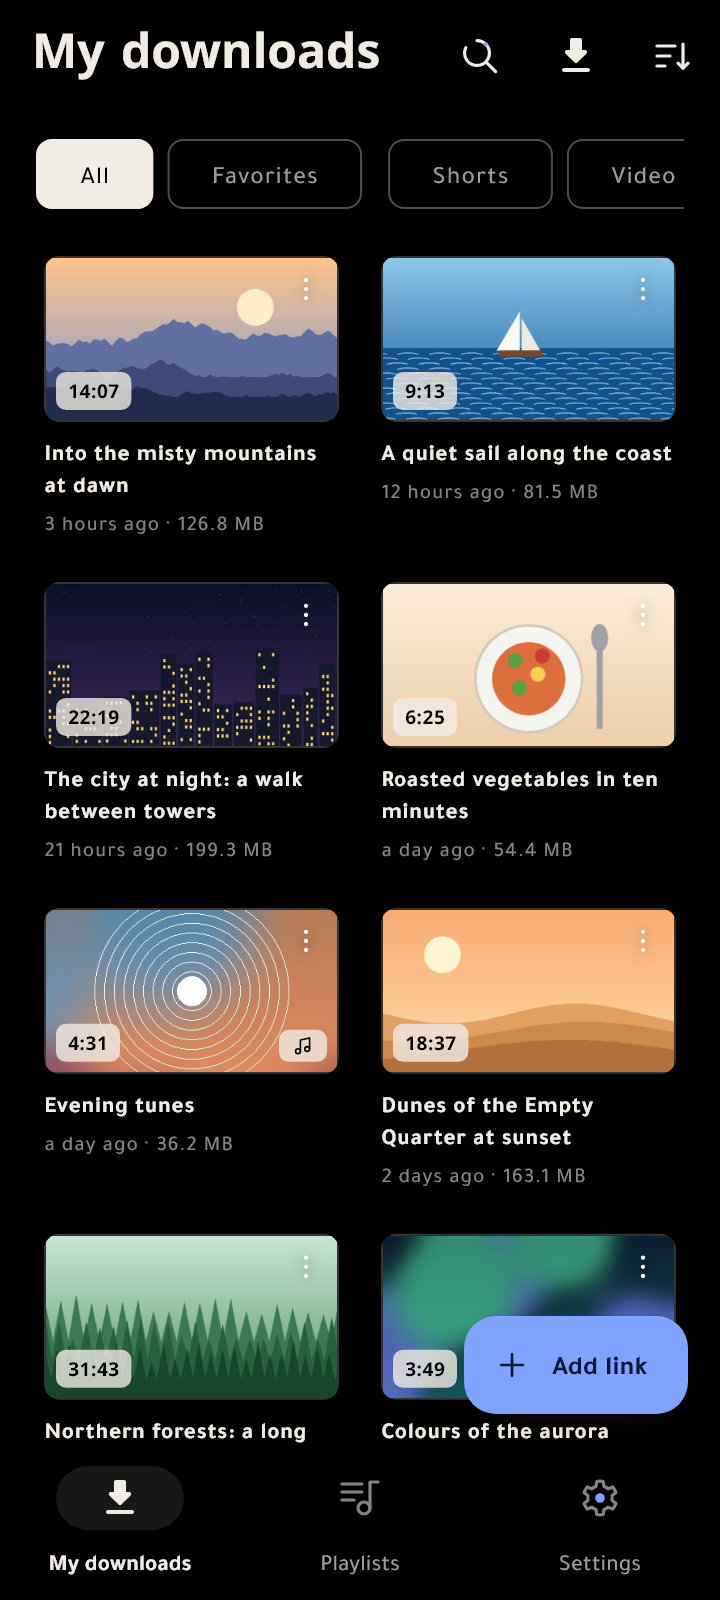 My downloads
All
Favorites
Shorts
Video
14:07
9:13
Into the misty mountains
at dawn
3 hours ago · 126.8 MB
A quiet sail along the coast
12 hours ago · 81.5 MB
22:19
6:25
The city at night: a walk
between towers
21 hours ago · 199.3 MB
Roasted vegetables in ten
minutes
a day ago · 54.4 MB
4:31
18:37
Evening tunes
a day ago · 36.2 MB
Dunes of the Empty
Quarter at sunset
2 days ago · 163.1 MB
31:43
3:49
Add link
Northern forests: a long
Colours of the aurora
My downloads
Playlists
Settings